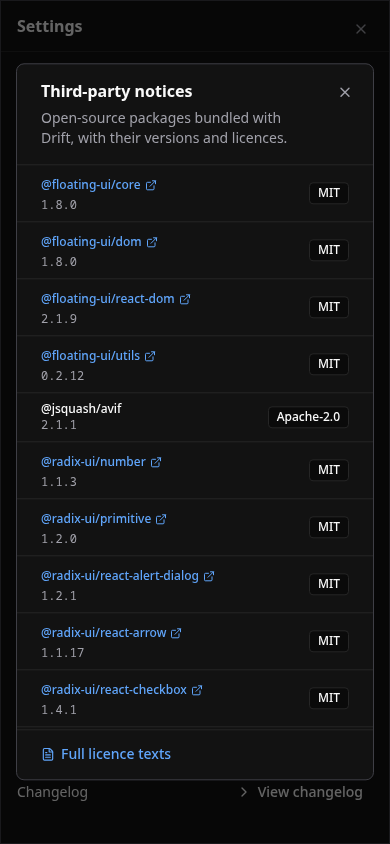 Settings
Third-party notices
Open-source packages bundled with
Drift, with their versions and licences.
@floating-ui/core
1.8.0
MIT
@floating-ui/dom
1.8.0
MIT
@floating-ui/react-dom
2.1.9
MIT
@floating-ui/utils
0.2.12
MIT
@jsquash/avif
2.1.1
Apache-2.0
@radix-ui/number
1.1.3
MIT
@radix-ui/primitive
1.2.0
MIT
@radix-ui/react-alert-dialog
1.2.1
MIT
@radix-ui/react-arrow
1.1.17
MIT
@radix-ui/react-checkbox
1.4.1
MIT
Full licence texts
Changelog
View changelog